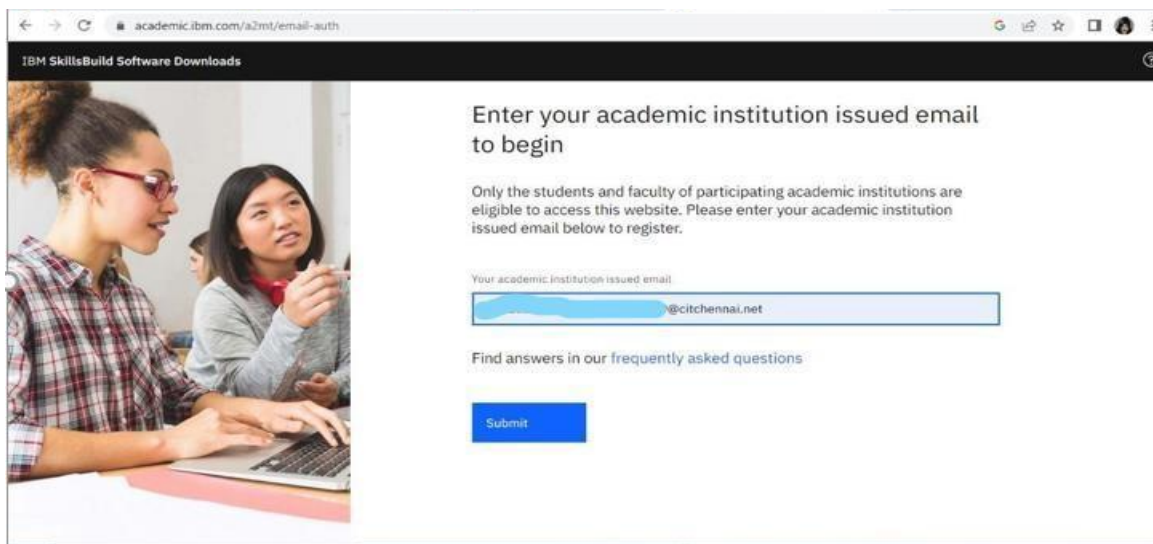 academic.ibm.com/a2mt/email-auth
IBM SkillsBuild Software Downloads
Enter your academic institution issued email
to begin
Only the students and faculty of participating academic institutions are
eligible to access this website. Please enter your academic institution
issued email below to register.
Your academic institution issued email
@citchennai.net
Find answers in our frequently asked questions
Submit